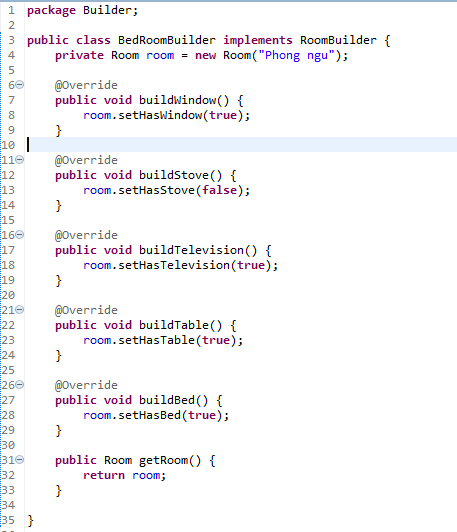 1 package Builder;
2
3 public class BedRoomBuilder implements RoomBuilder {
4     private Room room = new Room("Phong ngu");
5
6     @Override
7     public void buildWindow() {
8         room.setHasWindow(true);
9     }
10
11     @Override
12     public void buildStove() {
13         room.setHasStove(false);
14     }
15
16     @Override
17     public void buildTelevision() {
18         room.setHasTelevision(true);
19     }
20
21     @Override
22     public void buildTable() {
23         room.setHasTable(true);
24     }
25
26     @Override
27     public void buildBed() {
28         room.setHasBed(true);
29     }
30
31     public Room getRoom() {
32         return room;
33     }
34
35 }